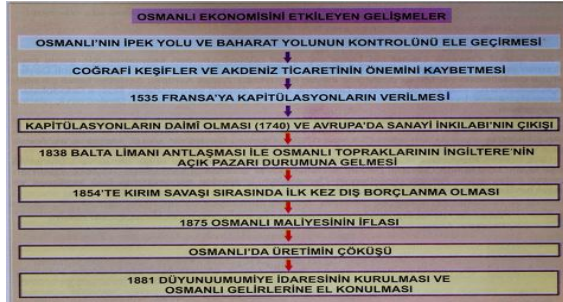 OSMANLI EKONOMİSİNİ ETKİLEYEN GELİŞMELER
OSMANLI'NIN İPEK YOLU VE BAHARAT YOLUNUN KONTROLÜNÜ ELE GEÇİRMESİ
COĞRAFİ KEŞİFLER VE AKDENİZ TİCARETİNİN ÖNEMİNİ KAYBETMESİ
1535 FRANSA'YA KAPİTÜLASYONLARIN VERİLMESİ
KAPİTÜLASYONLARIN DAİMÎ OLMASI (1740) VE AVRUPA'DA SANAYİ İNKILABI'NIN ÇIKIŞI
1838 BALTA LİMANI ANTLAŞMASI İLE OSMANLI TOPRAKLARININ İNGİLTERE'NİN
AÇIK PAZARI DURUMUNA GELMESİ
1854'TE KIRIM SAVAŞI SIRASINDA İLK KEZ DIŞ BORÇLANMA OLMASI
1875 OSMANLI MALİYESİNİN İFLASI
OSMANLI'DA ÜRETİMİN ÇÖKÜŞÜ
1881 DÜYUNUUMUMİYE İDARESİNİN KURULMASI VE
OSMANLI GELİRLERİNE EL KONULMASI